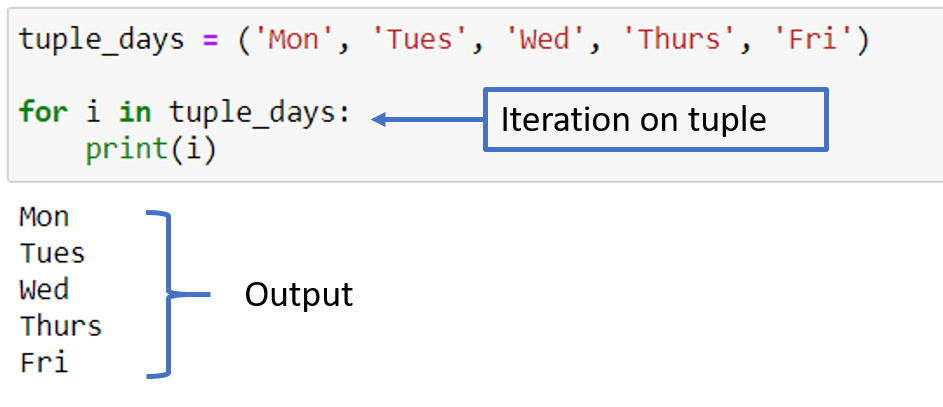 tuple_days = ('Mon', 'Tues', 'Wed', 'Thurs', 'Fri')
for i in tuple_days:
Iteration on tuple
    print(i)
Mon
Tues
Wed
Thurs
Fri
Output